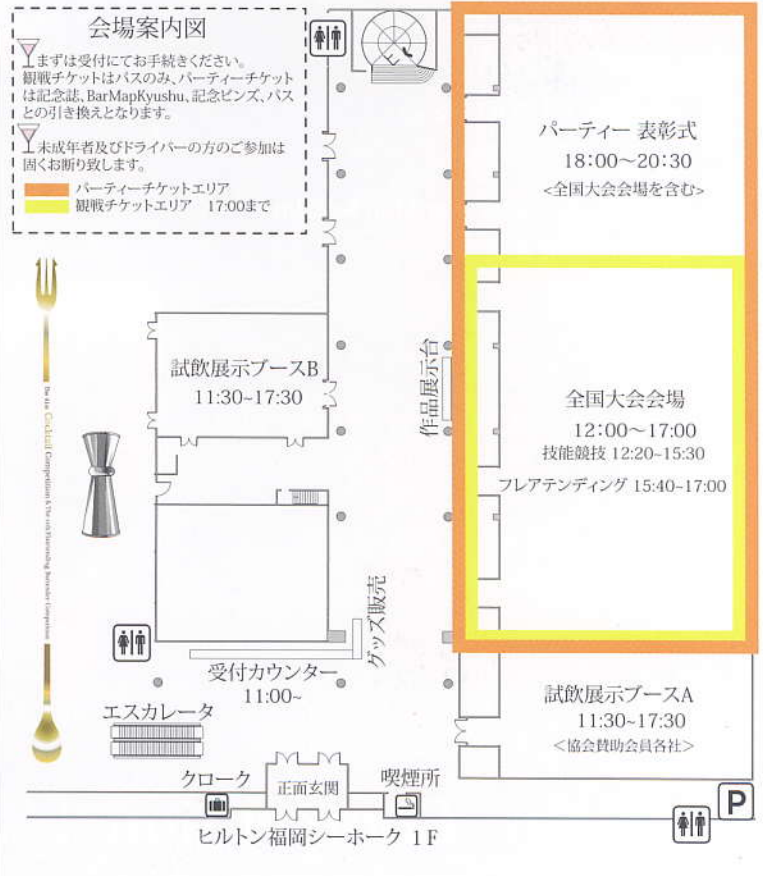 会場案内図
まずは受付にてお手続きください。
観戦チケットはパスのみ、パーティーチケット
は記念誌、BarMapKyushu、記念ピンズ、パス
との引き換えとなります。
未成年者及びドライバーの方のご参加は
固くお断り致します。
パーティーチケットエリア
観戦チケットエリア 17:00まで
パーティー 表彰式
18:00〜20:30
<全国大会会場を含む>
試飲展示ブースB
11:30~17:30
作品展示台
全国大会会場
12:00〜17:00
技能競技 12:20~15:30
フレアテンディング 15:40~17:00
グッズ販売
受付カウンター
11:00~
試飲展示ブースA
11:30~17:30
<協会賛助会員各社>
エスカレータ
クローク
正面玄関
喫煙所
P
ヒルトン福岡シーホーク 1F